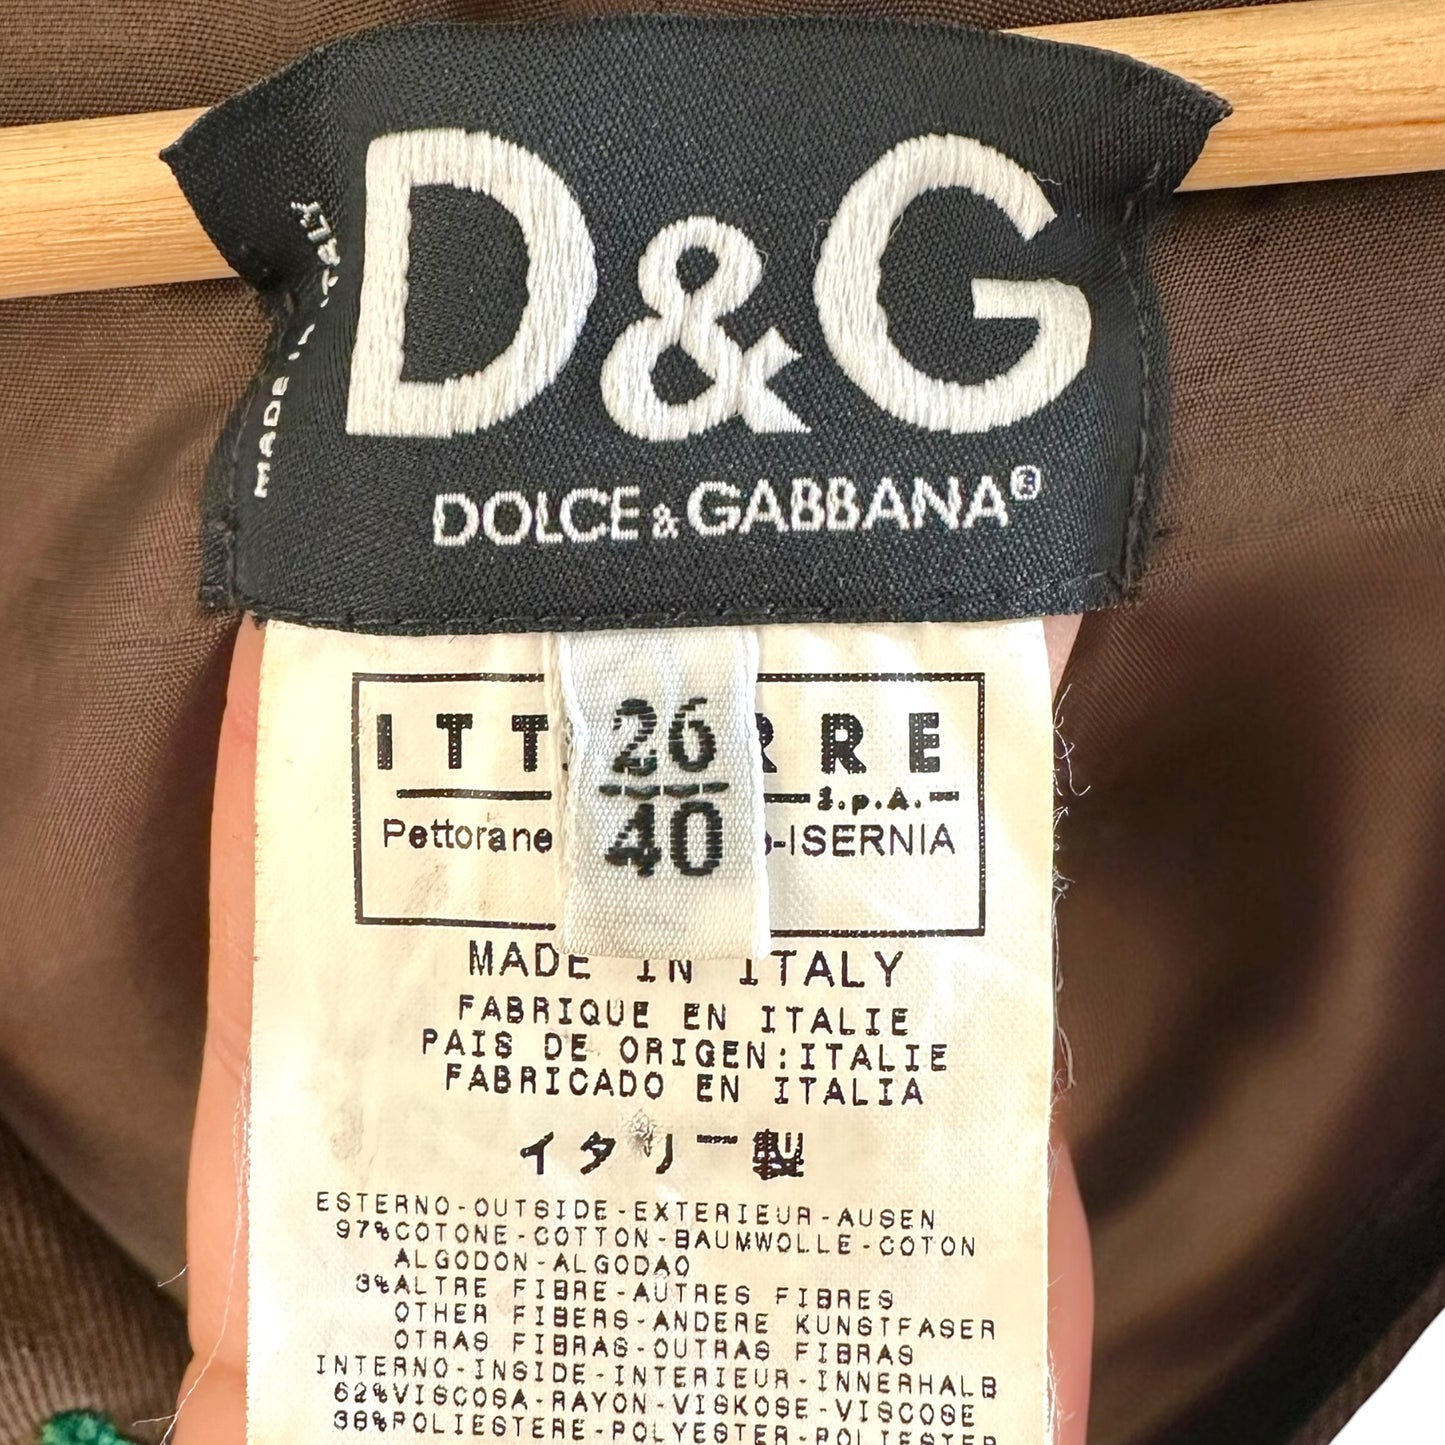 MADE IN ITALY
D&G
DOLCE & GABBANA®
26
40
S.p.A.
-ISERNIA
MADE IN ITALY
FABRIQUE EN ITALIE
PAIS DE ORIGEN:ITALIE
FABRICADO EN ITALIA
イタリー製
ESTERNO-OUTSIDE-EXTERIEUR-AUSEN
97%COTONE-COTTON-BAUMWOLLE-COTON
ALGODON-ALGODAO
3%ALTRE FIBRE-AUTRES FIBRES
OTHER FIBERS-ANDERE KUNSTFASER
OTRAS FIBRAS-OUTRAS FIBRAS
INTERNO-INSIDE-INTERIEUR-INNERHALB
62%VISCOSA-RAYON-VISKOSE-VISCOSE
38%POLIESTERE-POLYESTER-POLIESTER